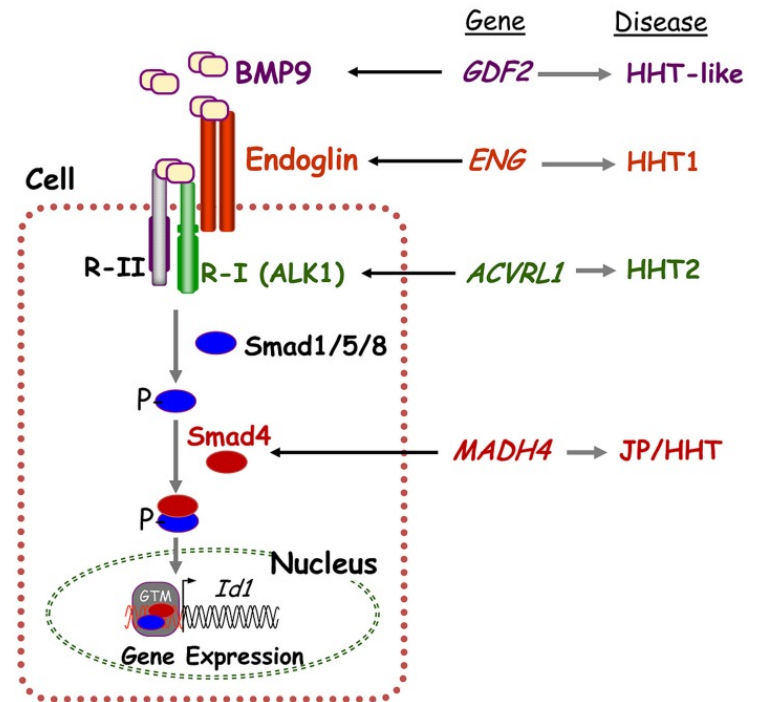 Gene Disease
BMP9 GDF2 HHT-like
Endoglin ENG HHT1
Cell
R-II R-I (ALK1) ACVRL1 HHT2
Smad1/5/8
P-
Smad4 MADH4 JP/HHT
P-
Nucleus
GTM Id1
Gene Expression